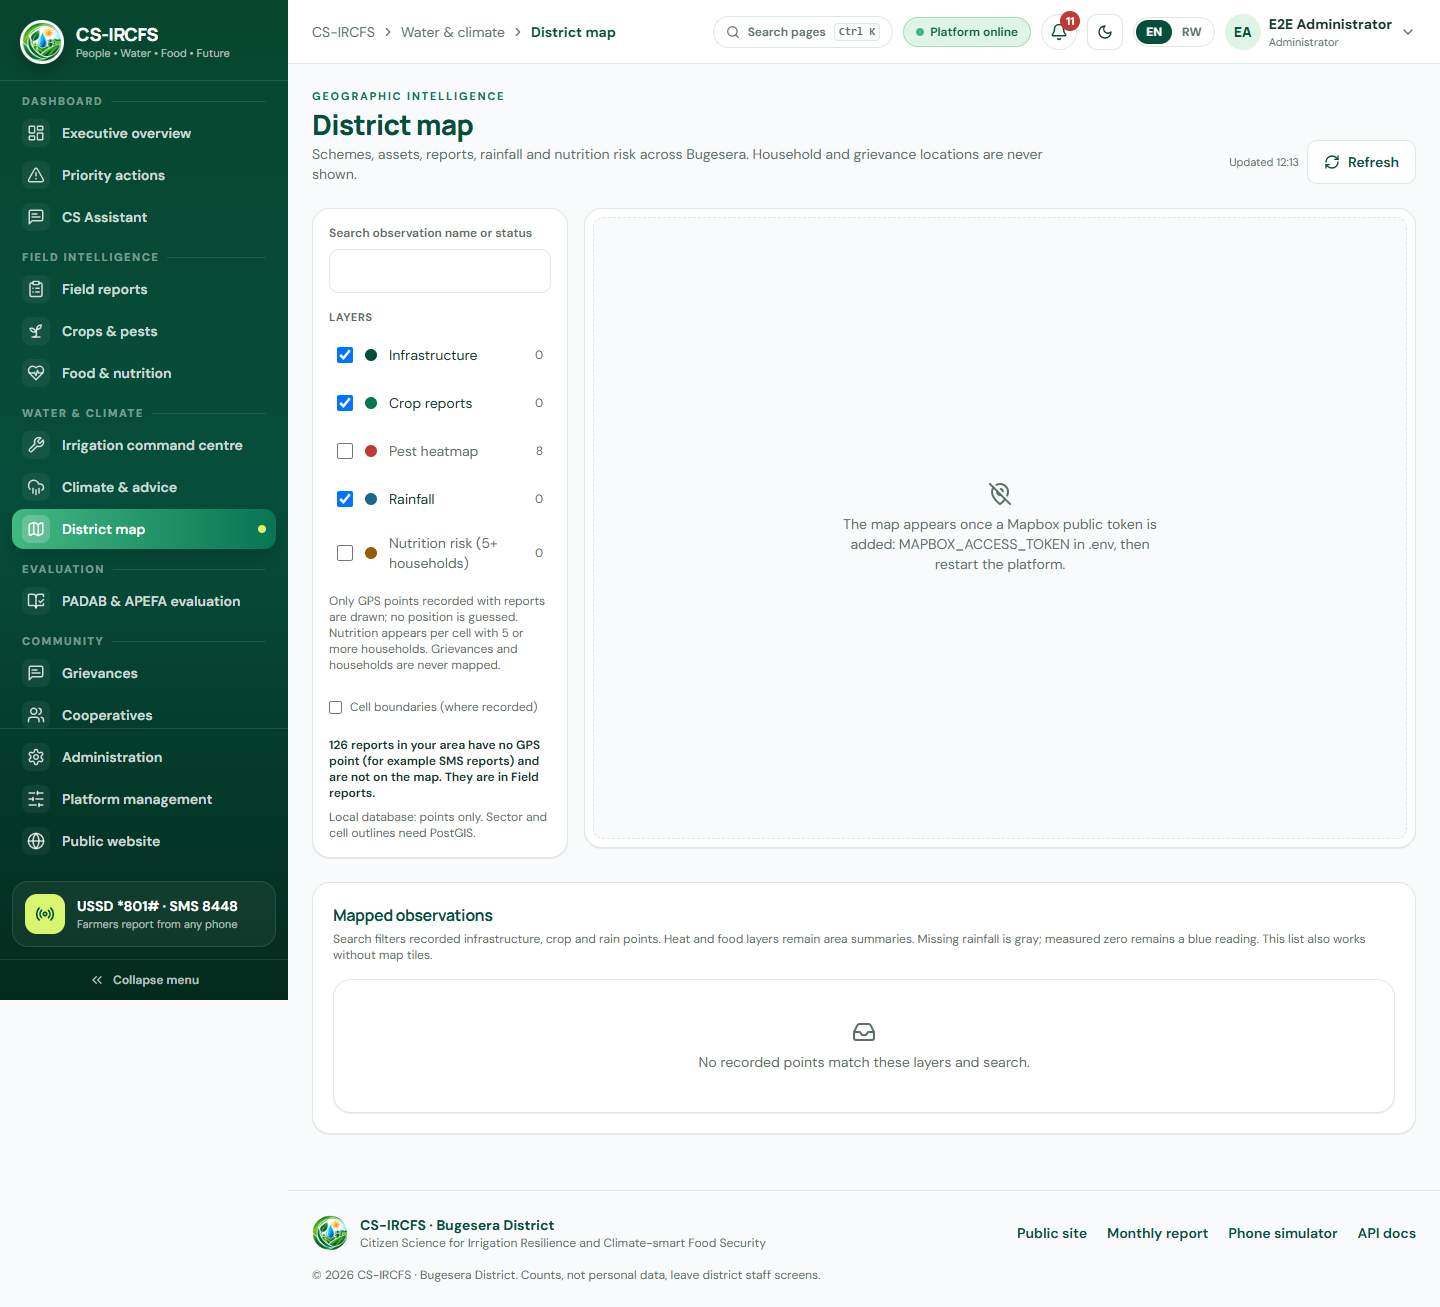 CS-IRCFS
People • Water • Food • Future
DASHBOARD
Executive overview
Priority actions
CS Assistant
FIELD INTELLIGENCE
Field reports
Crops & pests
Food & nutrition
WATER & CLIMATE
Irrigation command centre
Climate & advice
District map
EVALUATION
PADAB & APEFA evaluation
COMMUNITY
Grievances
Cooperatives
Administration
Platform management
Public website
USSD *801# · SMS 8448
Farmers report from any phone
Collapse menu
CS-IRCFS > Water & climate > District map
Search pages Ctrl K
Platform online
11
EN RW
EA
E2E Administrator
Administrator
GEOGRAPHIC INTELLIGENCE
District map
Schemes, assets, reports, rainfall and nutrition risk across Bugesera. Household and grievance locations are never
shown.
Updated 12:13
Refresh
Search observation name or status
LAYERS
Infrastructure 0
Crop reports 0
Pest heatmap 8
Rainfall 0
Nutrition risk (5+
households) 0
Only GPS points recorded with reports
are drawn; no position is guessed.
Nutrition appears per cell with 5 or
more households. Grievances and
households are never mapped.
Cell boundaries (where recorded)
126 reports in your area have no GPS
point (for example SMS reports) and
are not on the map. They are in Field
reports.
Local database: points only. Sector and
cell outlines need PostGIS.
The map appears once a Mapbox public token is
added: MAPBOX_ACCESS_TOKEN in .env, then
restart the platform.
Mapped observations
Search filters recorded infrastructure, crop and rain points. Heat and food layers remain area summaries. Missing rainfall is gray; measured zero remains a blue reading. This list also works
without map tiles.
No recorded points match these layers and search.
CS-IRCFS · Bugesera District
Citizen Science for Irrigation Resilience and Climate-smart Food Security
Public site
Monthly report
Phone simulator
API docs
© 2026 CS-IRCFS · Bugesera District. Counts, not personal data, leave district staff screens.